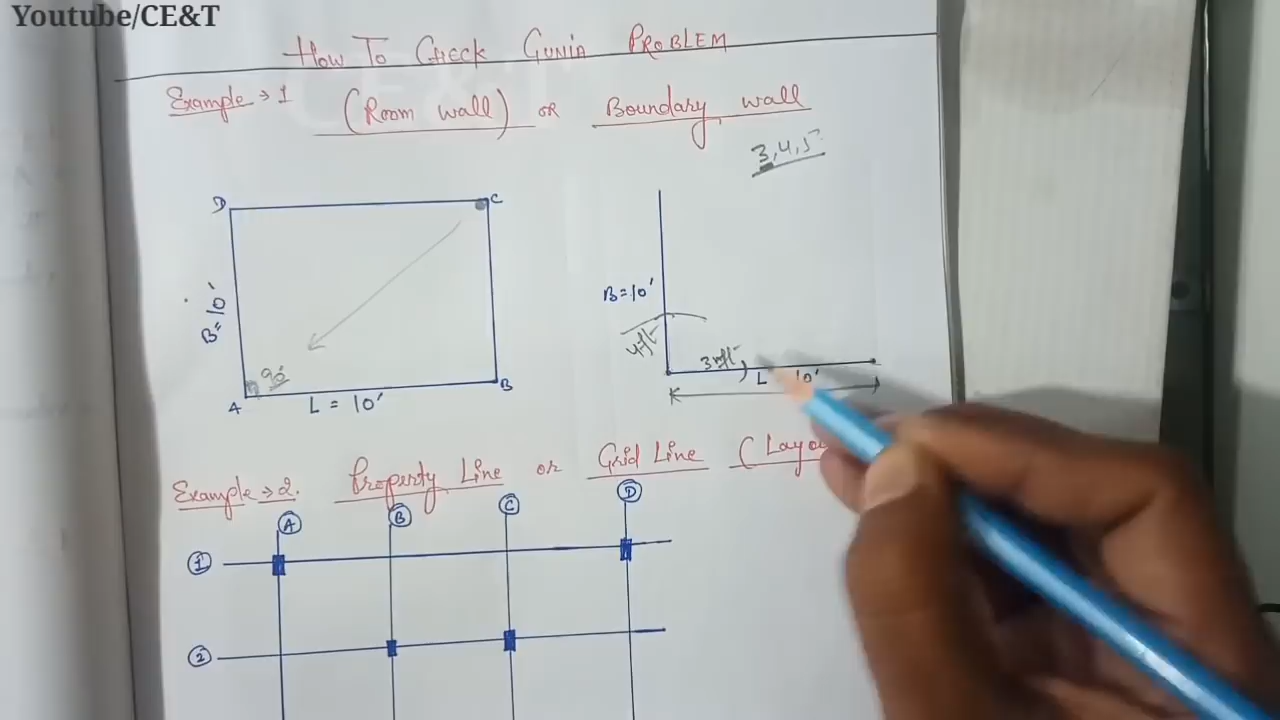 Youtube/CE&T
How To Check Gunia PROBLEM
Example → 1 (Room wall) or Boundary wall
3,4,5
D C
B = 10'
90°
A B
L = 10'
B = 10'
4ft
3ft
L 10'
Example → 2. Property Line or Grid Line
A B C D
1
2